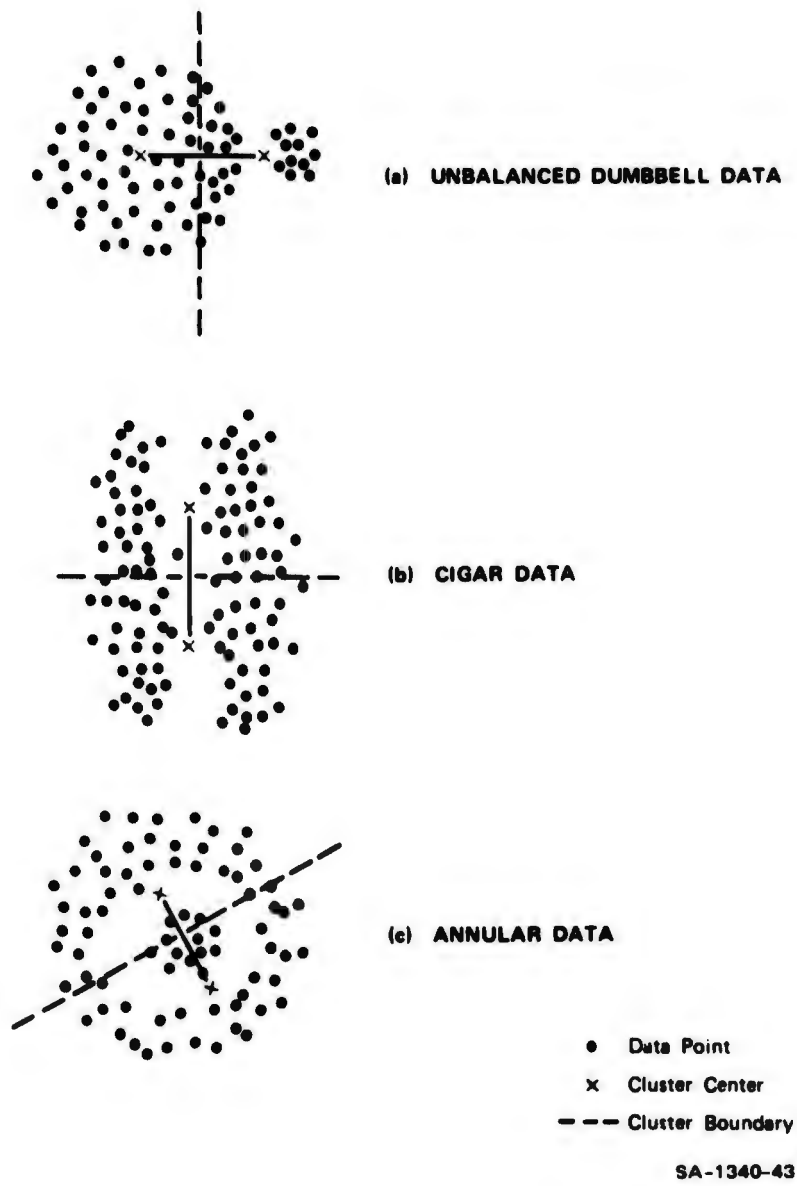 (a) UNBALANCED DUMBBELL DATA
(b) CIGAR DATA
(c) ANNULAR DATA
Data Point
Cluster Center
Cluster Boundary
SA-1340-43